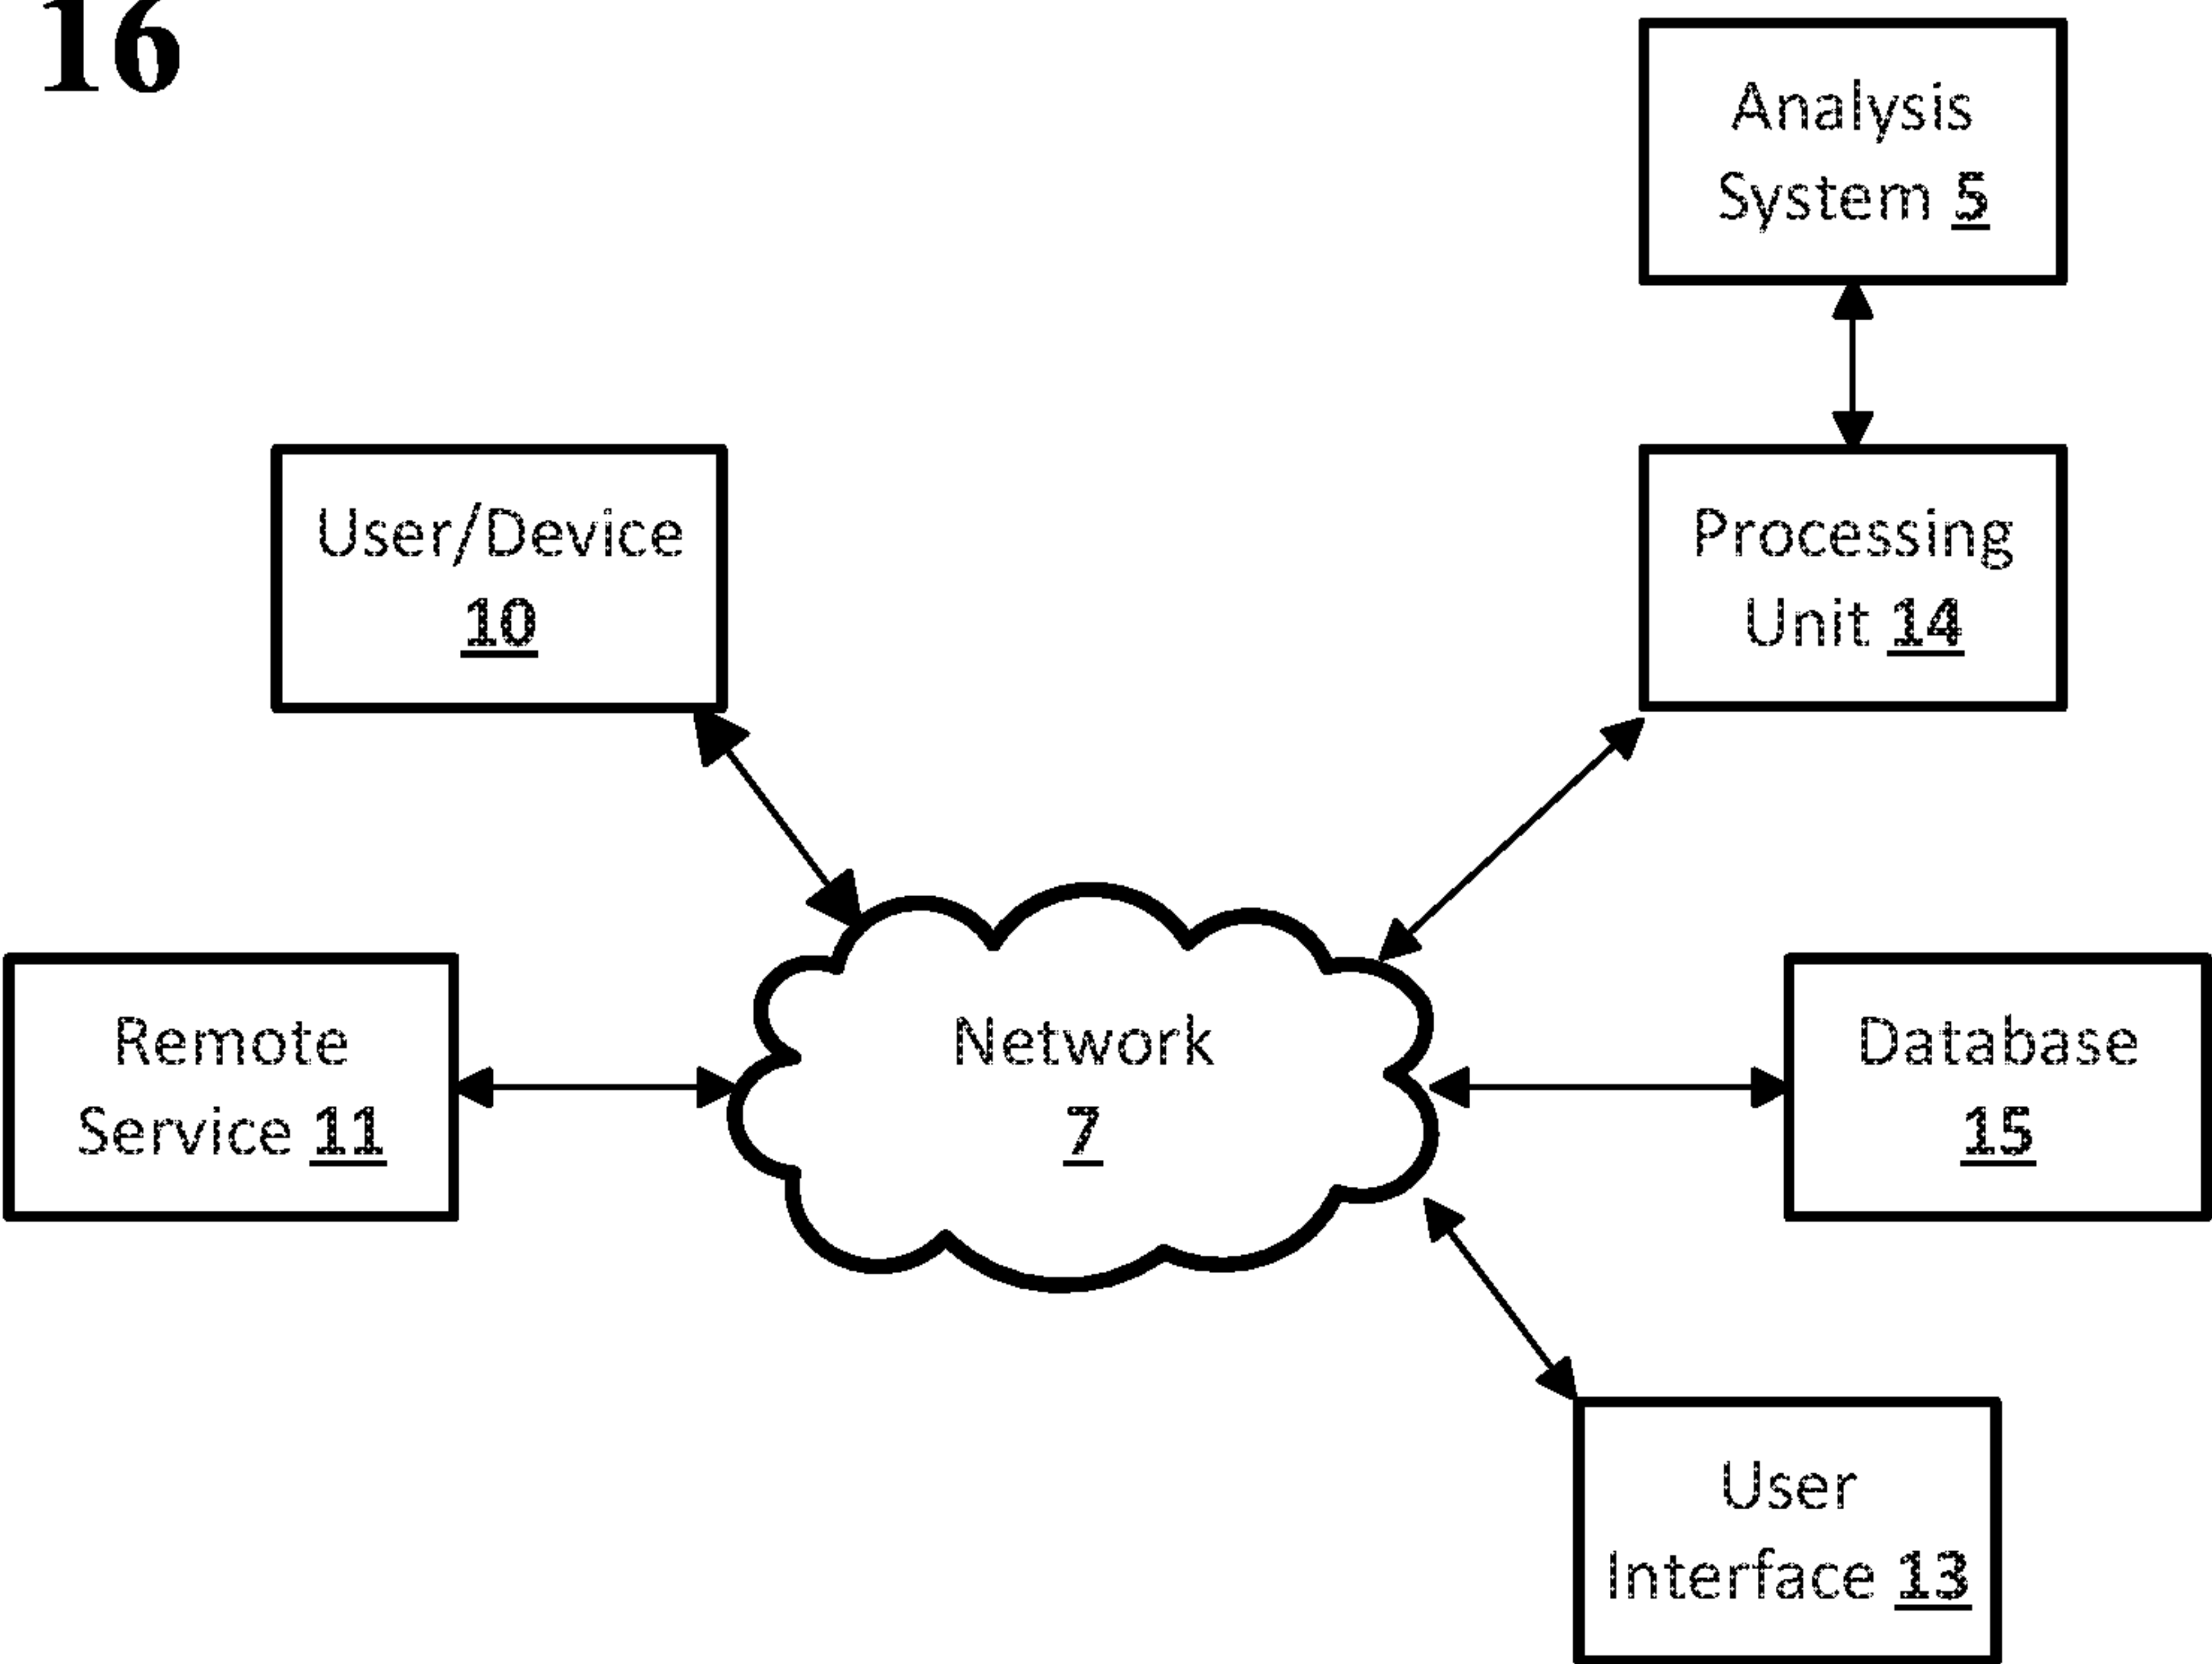 16
Analysis
System 5
User/Device
10
Processing
Unit 14
Remote
Service 11
Network
7
Database
15
User
Interface 13